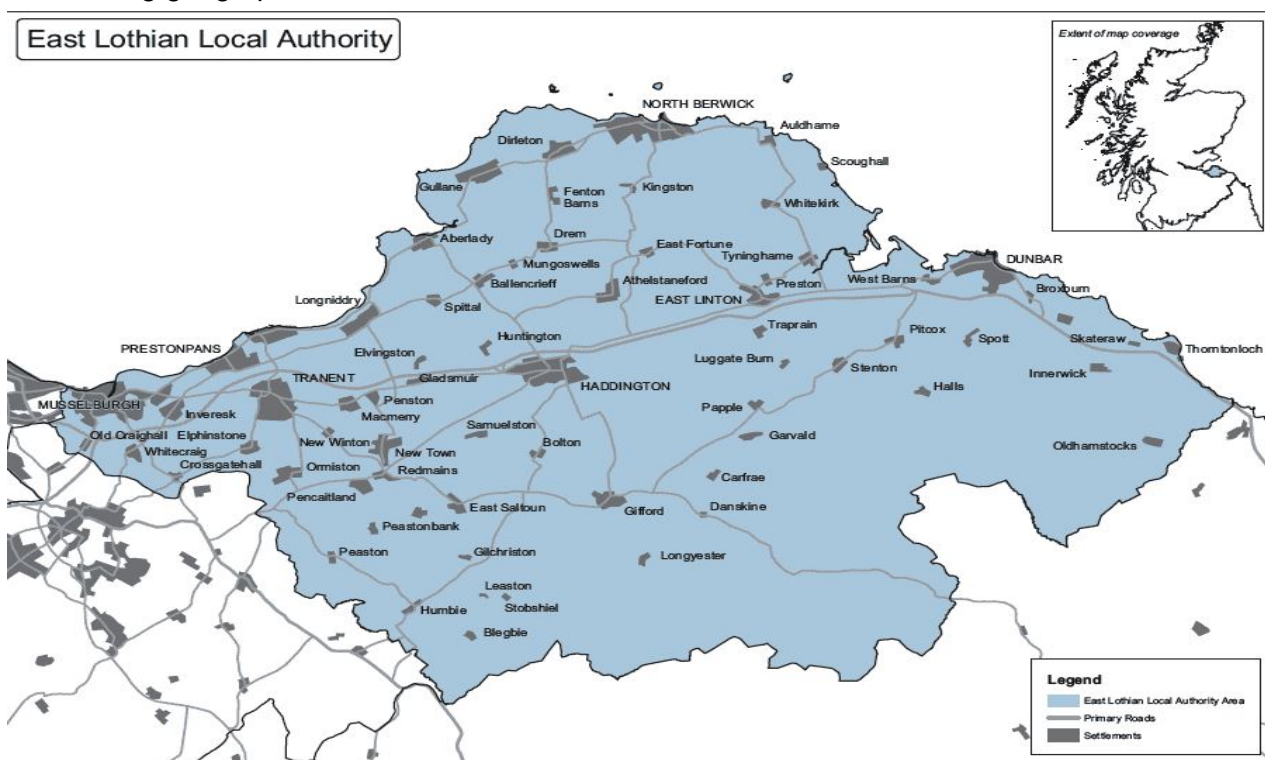 East Lothian Local Authority
Extent of map coverage
NORTH BERWICK
Auldhame
Dirleton
Scoughall
Gullane
Fenton
Barns
Kingston
Whitekirk
Aberlady
Drem
East Fortune
Tyninghame
DUNBAR
Mungoswells
Ballencrieff
Athelstaneford
Preston
West Barns
Broxburn
Longniddry
Spittal
EAST LINTON
Huntington
Traprain
Pitcox
Spott
Skateraw
Thorntonloch
PRESTONPANS
Elvingston
Luggate Burn
Stenton
Innerwick
TRANENT
Gladsmuir
HADDINGTON
Halls
MUSSELBURGH
Inveresk
Penston
Macmerry
Papple
Samuelston
Old Craighall
Elphinstone
New Winton
New Town
Bolton
Garvald
Oldhamstocks
Whitecraig
Crossgatehall
Ormiston
Redmains
Carfrae
Pencaitland
East Saltoun
Gifford
Danskine
Peastonbank
Peaston
Gilchriston
Longyester
Leaston
Humbie
Stobshiel
Blegbie
Legend
East Lothian Local Authority Area
Primary Roads
Settlements